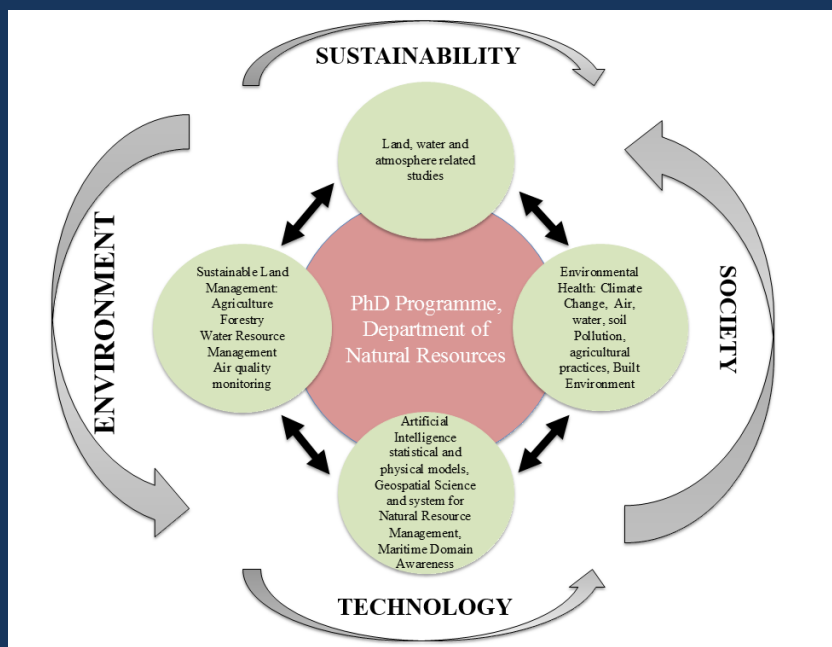 SUSTAINABILITY
Land, water and
atmosphere related
studies
ENVIRONMENT
Sustainable Land
Management:
Agriculture
Forestry
Water Resource
Management
Air quality
monitoring
PhD Programme,
Department of
Natural Resources
Environmental
Health: Climate
Change, Air,
water, soil
Pollution,
agricultural
practices, Built
Environment
SOCIETY
Artificial
Intelligence
statistical and
physical models,
Geospatial Science
and system for
Natural Resource
Management,
Maritime Domain
Awareness
TECHNOLOGY